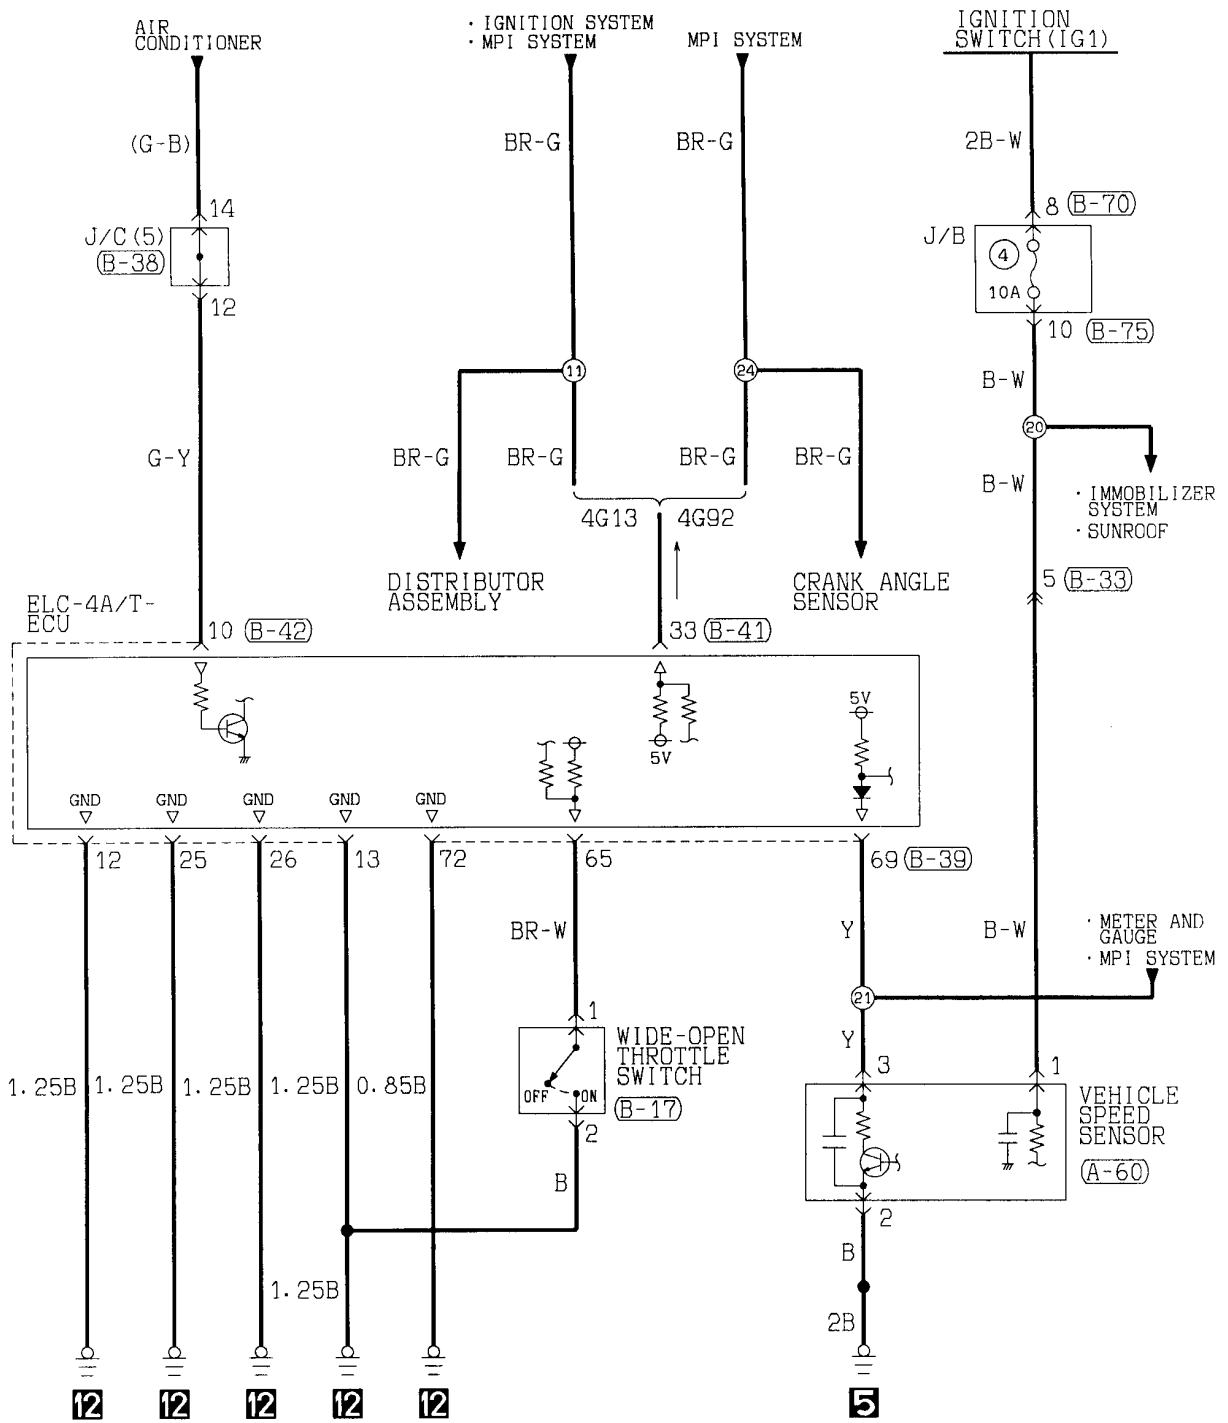 AIR
CONDITIONER
· IGNITION SYSTEM
· MPI SYSTEM
MPI SYSTEM
IGNITION
SWITCH(IG1)
(G-B)
BR-G
BR-G
2B-W
14
8 (B-70)
J/C(5)
(B-38)
J/B
4
10A
12
10 (B-75)
11
24
B-W
20
G-Y
BR-G
BR-G
BR-G
BR-G
B-W
· IMMOBILIZER
SYSTEM
· SUNROOF
4G13
4G92
DISTRIBUTOR
ASSEMBLY
CRANK ANGLE
SENSOR
5 (B-33)
ELC-4A/T-
ECU
10 (B-42)
33 (B-41)
5V
5V
GND
GND
GND
GND
GND
12
25
26
13
72
65
69 (B-39)
BR-W
Y
B-W
· METER AND
GAUGE
· MPI SYSTEM
21
1
WIDE-OPEN
THROTTLE
SWITCH
(B-17)
OFF
ON
2
Y
3
1
VEHICLE
SPEED
SENSOR
(A-60)
1.25B
1.25B
1.25B
1.25B
0.85B
B
2
B
1.25B
2B
12
12
12
12
12
5